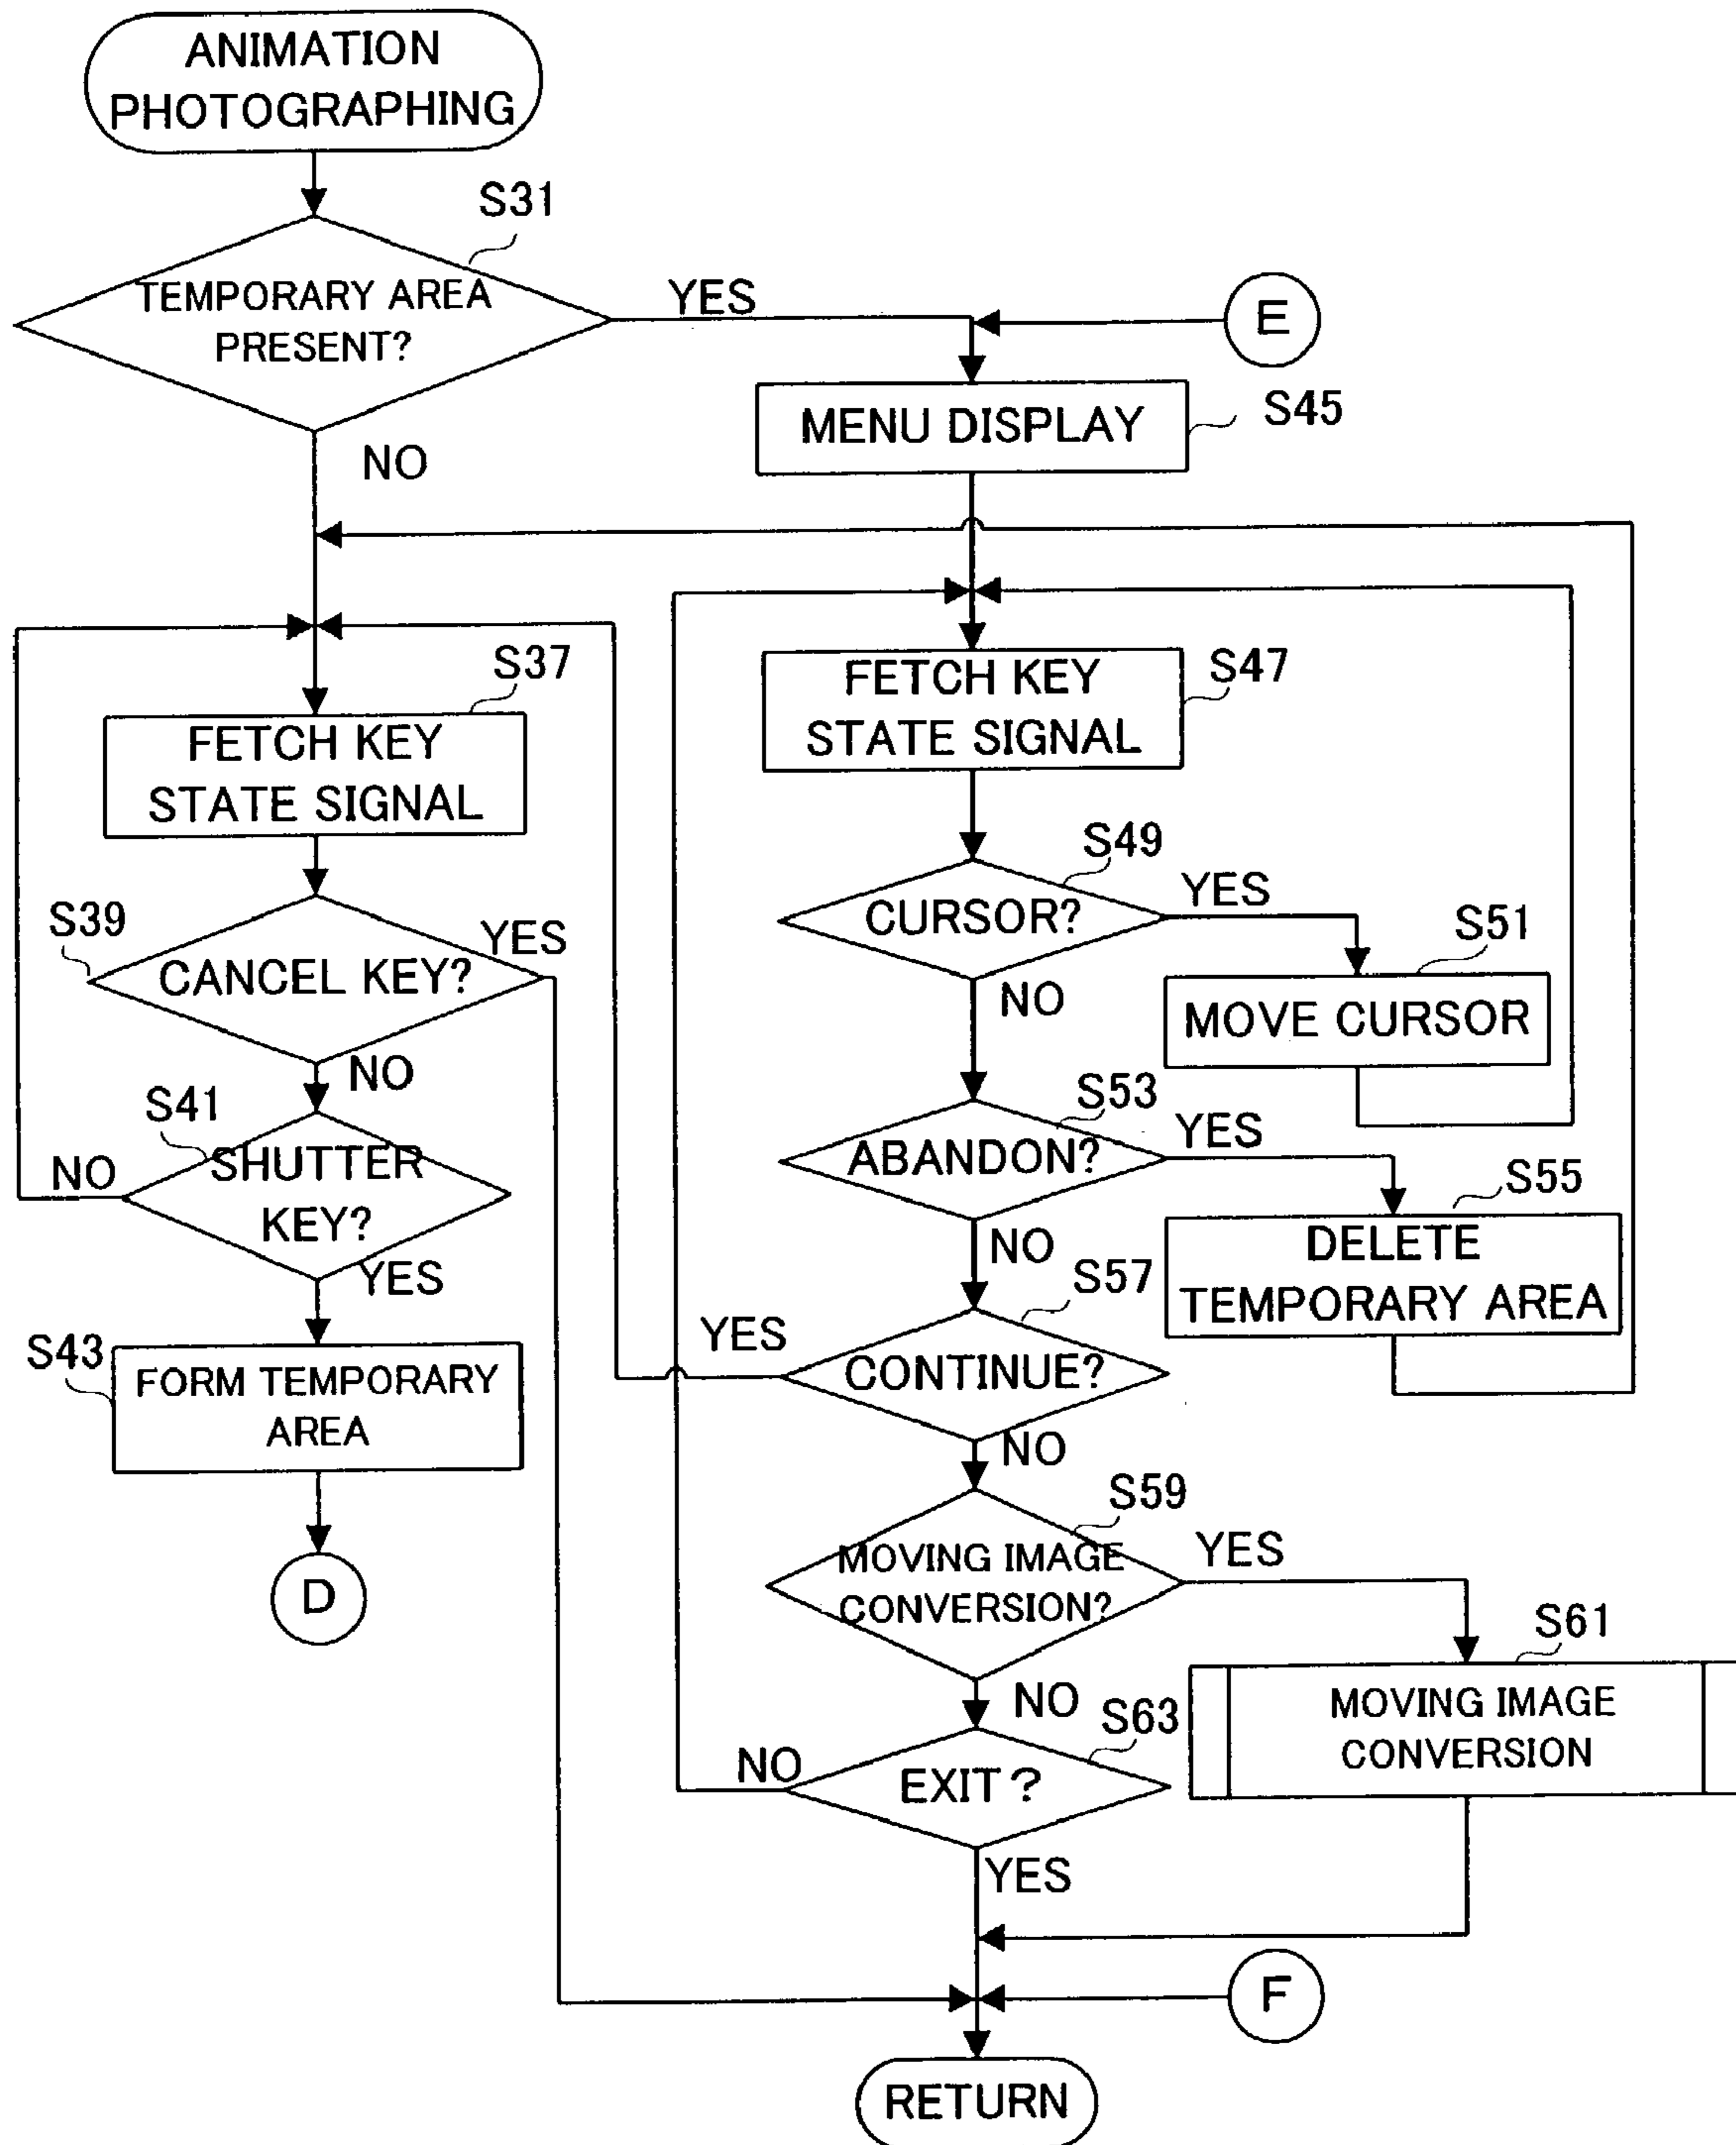 ANIMATION
PHOTOGRAPHING
S31
TEMPORARY AREA
PRESENT?
YES
NO
E
MENU DISPLAY
S45
S37
FETCH KEY
STATE SIGNAL
S39
CANCEL KEY?
YES
NO
S41
SHUTTER
KEY?
NO
YES
S43
FORM TEMPORARY
AREA
D
FETCH KEY
STATE SIGNAL
S47
S49
CURSOR?
YES
NO
S51
MOVE CURSOR
S53
ABANDON?
YES
NO
S55
DELETE
TEMPORARY AREA
S57
CONTINUE?
YES
NO
S59
MOVING IMAGE
CONVERSION?
YES
NO
S61
MOVING IMAGE
CONVERSION
S63
EXIT?
NO
YES
F
RETURN